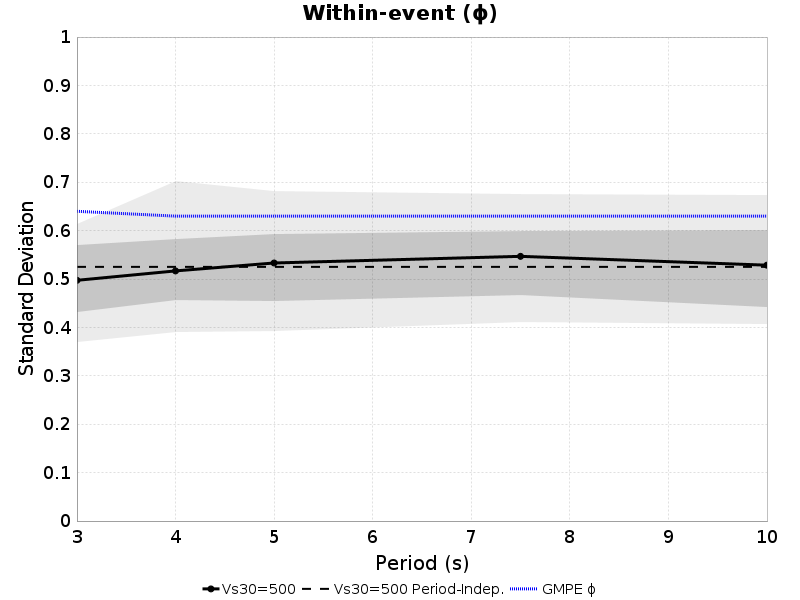 Within-event (ϕ)
1
0.9
0.8
0.7
0.6
0.5
0.4
0.3
0.2
0.1
0
Standard Deviation
3 4 5 6 7 8 9 10
Period (s)
Vs30=500 Vs30=500 Period-Indep. GMPE ϕ